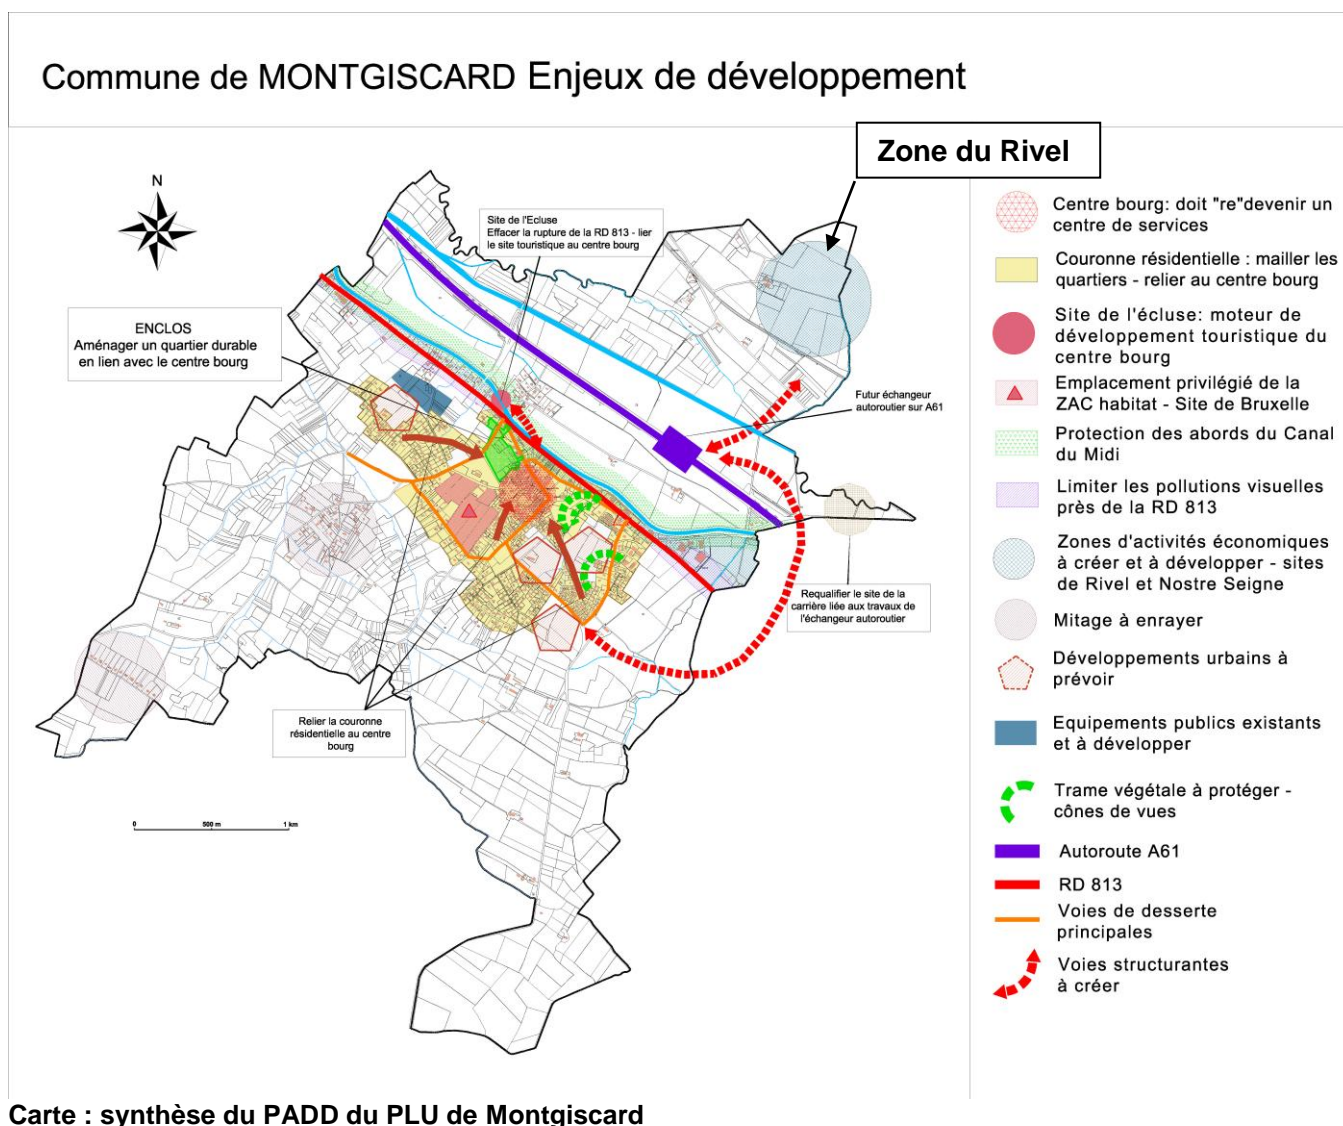 Commune de MONTGISCARD Enjeux de développement
Zone du Rivel
N
Site de l'Ecluse
Effacer la rupture de la RD 813 - lier
le site touristique au centre bourg
ENCLOS
Aménager un quartier durable
en lien avec le centre bourg
Futur échangeur
autoroutier sur A61
Requalifier le site de la
carrière liée aux travaux de
l'échangeur autoroutier
Relier la couronne
résidentielle au centre
bourg
0 500 m 1 km
Centre bourg: doit "re"devenir un
centre de services
Couronne résidentielle : mailler les
quartiers - relier au centre bourg
Site de l'écluse: moteur de
développement touristique du
centre bourg
Emplacement privilégié de la
ZAC habitat - Site de Bruxelle
Protection des abords du Canal
du Midi
Limiter les pollutions visuelles
près de la RD 813
Zones d'activités économiques
à créer et à développer - sites
de Rivel et Nostre Seigne
Mitage à enrayer
Développements urbains à
prévoir
Equipements publics existants
et à développer
Trame végétale à protéger -
cônes de vues
Autoroute A61
RD 813
Voies de desserte
principales
Voies structurantes
à créer
Carte : synthèse du PADD du PLU de Montgiscard